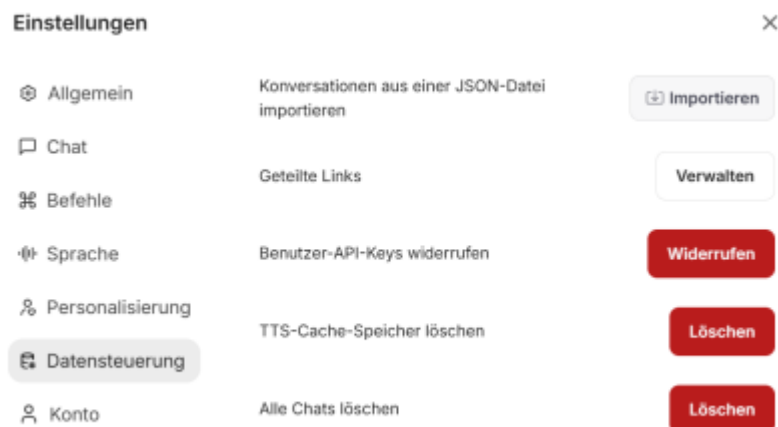 Einstellungen
Allgemein
Chat
Befehle
Sprache
Personalisierung
Datensteuerung
Konto
Konversationen aus einer JSON-Datei
importieren
Importieren
Geteilte Links
Verwalten
Benutzer-API-Keys widerrufen
Widerrufen
TTS-Cache-Speicher löschen
Löschen
Alle Chats löschen
Löschen